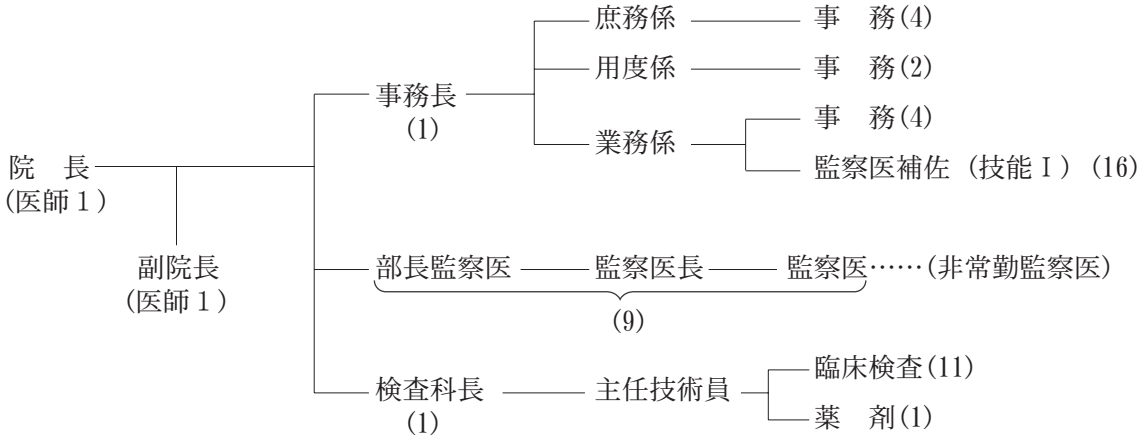 庶務係 事　務(4)
用度係 事　務(2)
事務長
(1)
業務係 事　務(4)
監察医補佐（技能Ⅰ）(16)
院　長
(医師１)
副院長
(医師１)
部長監察医 監察医長 監察医……(非常勤監察医)
(9)
検査科長 主任技術員 臨床検査(11)
(1)
薬　剤(1)